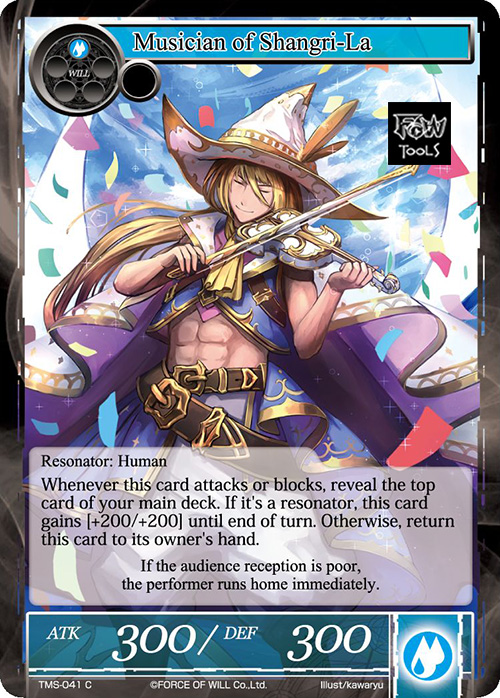 Musician of Shangri-La
WILL
FoW
TOOLS
Resonator: Human
Whenever this card attacks or blocks, reveal the top
card of your main deck. If it's a resonator, this card
gains [+200/+200] until end of turn. Otherwise, return
this card to its owner's hand.
If the audience reception is poor,
the performer runs home immediately.
ATK 300 / DEF 300
TMS-041 C ©FORCE OF WILL Co.,Ltd. Illust/kawaryu